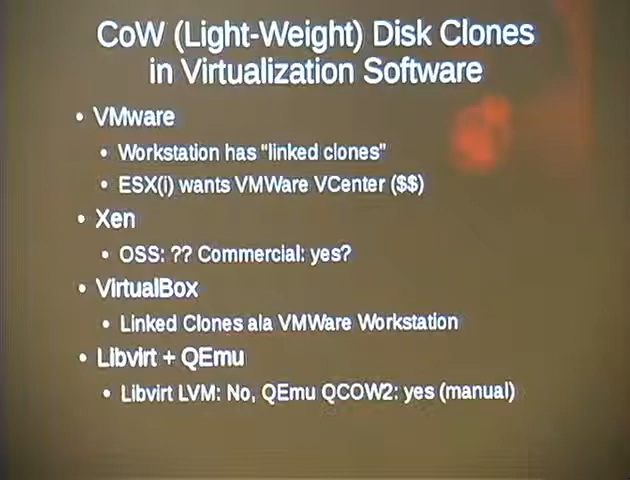 CoW (Light-Weight) Disk Clones
in Virtualization Software
• VMware
• Workstation has "linked clones"
• ESX(i) wants VMWare VCenter ($$)
• Xen
• OSS: ?? Commercial: yes?
• VirtualBox
• Linked Clones ala VMWare Workstation
• Libvirt + QEmu
• Libvirt LVM: No, QEmu QCOW2: yes (manual)